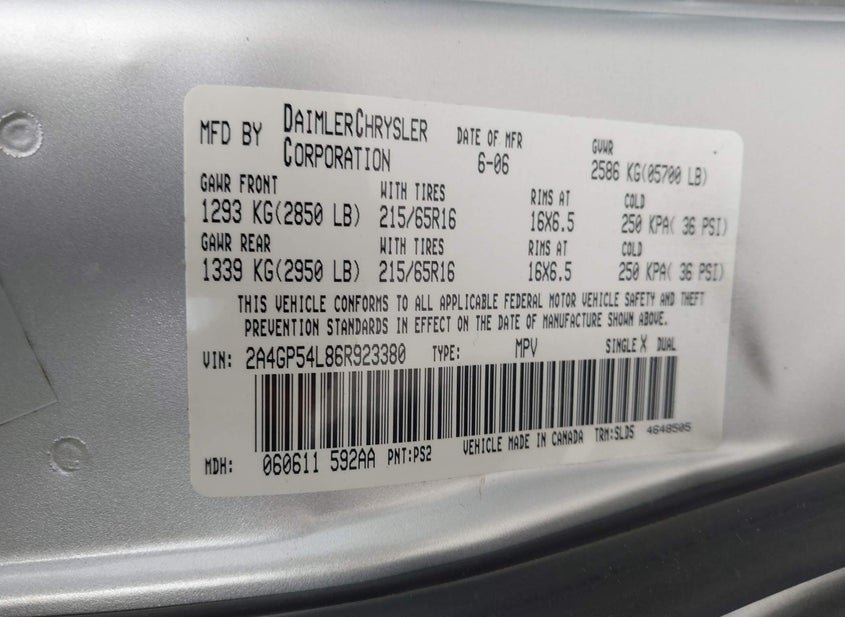 MFD BY DAIMLERCHRYSLER CORPORATION DATE OF MFR 6-06 GVWR 2586 KG(05700 LB)
GAWR FRONT WITH TIRES RIMS AT COLD
1293 KG(2850 LB) 215/65R16 16X6.5 250 KPA( 36 PSI)
GAWR REAR WITH TIRES RIMS AT COLD
1339 KG(2950 LB) 215/65R16 16X6.5 250 KPA( 36 PSI)
THIS VEHICLE CONFORMS TO ALL APPLICABLE FEDERAL MOTOR VEHICLE SAFETY AND THEFT
PREVENTION STANDARDS IN EFFECT ON THE DATE OF MANUFACTURE SHOWN ABOVE.
VIN: 2A4GP54L86R923380 TYPE: MPV SINGLE X DUAL
MDH: 060611 592AA PNT:PS2 VEHICLE MADE IN CANADA TRM:SLD5 4648505